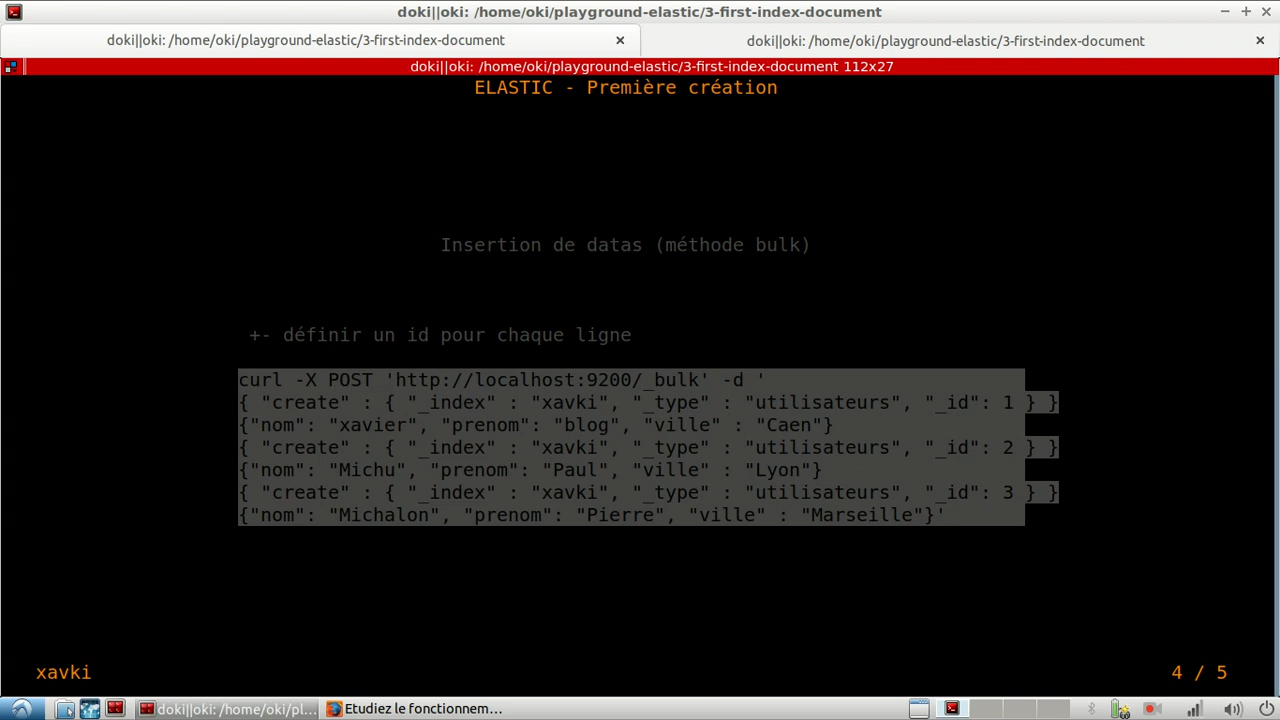 doki||oki: /home/oki/playground-elastic/3-first-index-document
doki||oki: /home/oki/playground-elastic/3-first-index-document
doki||oki: /home/oki/playground-elastic/3-first-index-document
doki||oki: /home/oki/playground-elastic/3-first-index-document 112x27
ELASTIC - Première création
Insertion de datas (méthode bulk)
+- définir un id pour chaque ligne
curl -X POST 'http://localhost:9200/_bulk' -d '
{ "create" : { "_index" : "xavki", "_type" : "utilisateurs", "_id": 1 } }
{"nom": "xavier", "prenom": "blog", "ville" : "Caen"}
{ "create" : { "_index" : "xavki", "_type" : "utilisateurs", "_id": 2 } }
{"nom": "Michu", "prenom": "Paul", "ville" : "Lyon"}
{ "create" : { "_index" : "xavki", "_type" : "utilisateurs", "_id": 3 } }
{"nom": "Michalon", "prenom": "Pierre", "ville" : "Marseille"}'
xavki
4 / 5
doki||oki: /home/oki/pl...
Etudiez le fonctionnem...